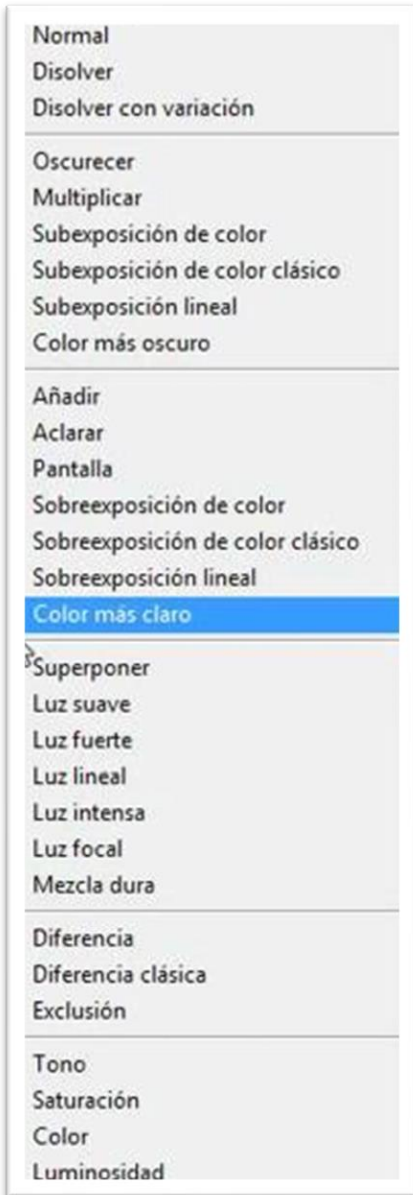 Normal
Disolver
Disolver con variación
Oscurecer
Multiplicar
Subexposición de color
Subexposición de color clásico
Subexposición lineal
Color más oscuro
Añadir
Aclarar
Pantalla
Sobreexposición de color
Sobreexposición de color clásico
Sobreexposición lineal
Color más claro
Superponer
Luz suave
Luz fuerte
Luz lineal
Luz intensa
Luz focal
Mezcla dura
Diferencia
Diferencia clásica
Exclusión
Tono
Saturación
Color
Luminosidad